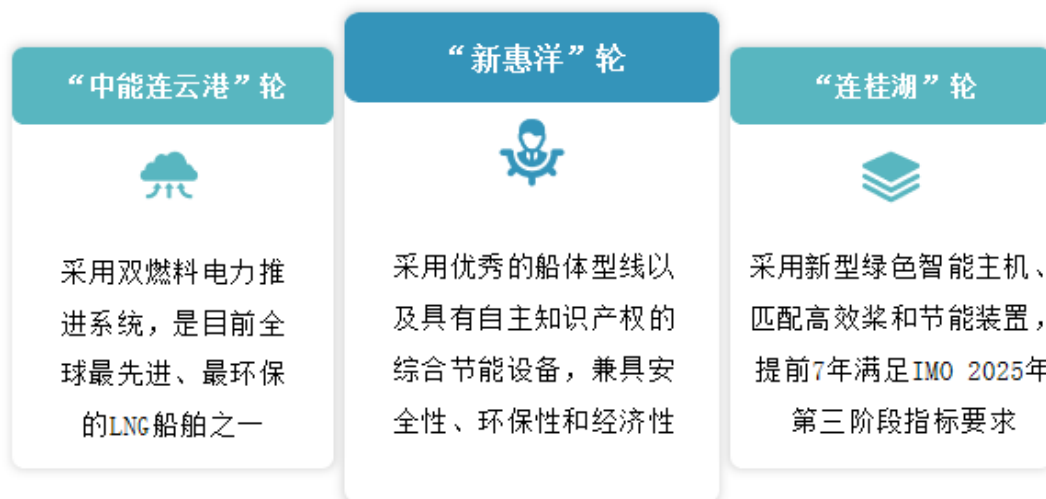 “中能连云港”轮
采用双燃料电力推
进系统，是目前全
球最先进、最环保
的LNG船舶之一
“新惠洋”轮
采用优秀的船体型线以
及具有自主知识产权的
综合节能设备，兼具安
全性、环保性和经济性
“连桂湖”轮
采用新型绿色智能主机、
匹配高效桨和节能装置，
提前7年满足IMO 2025年
第三阶段指标要求